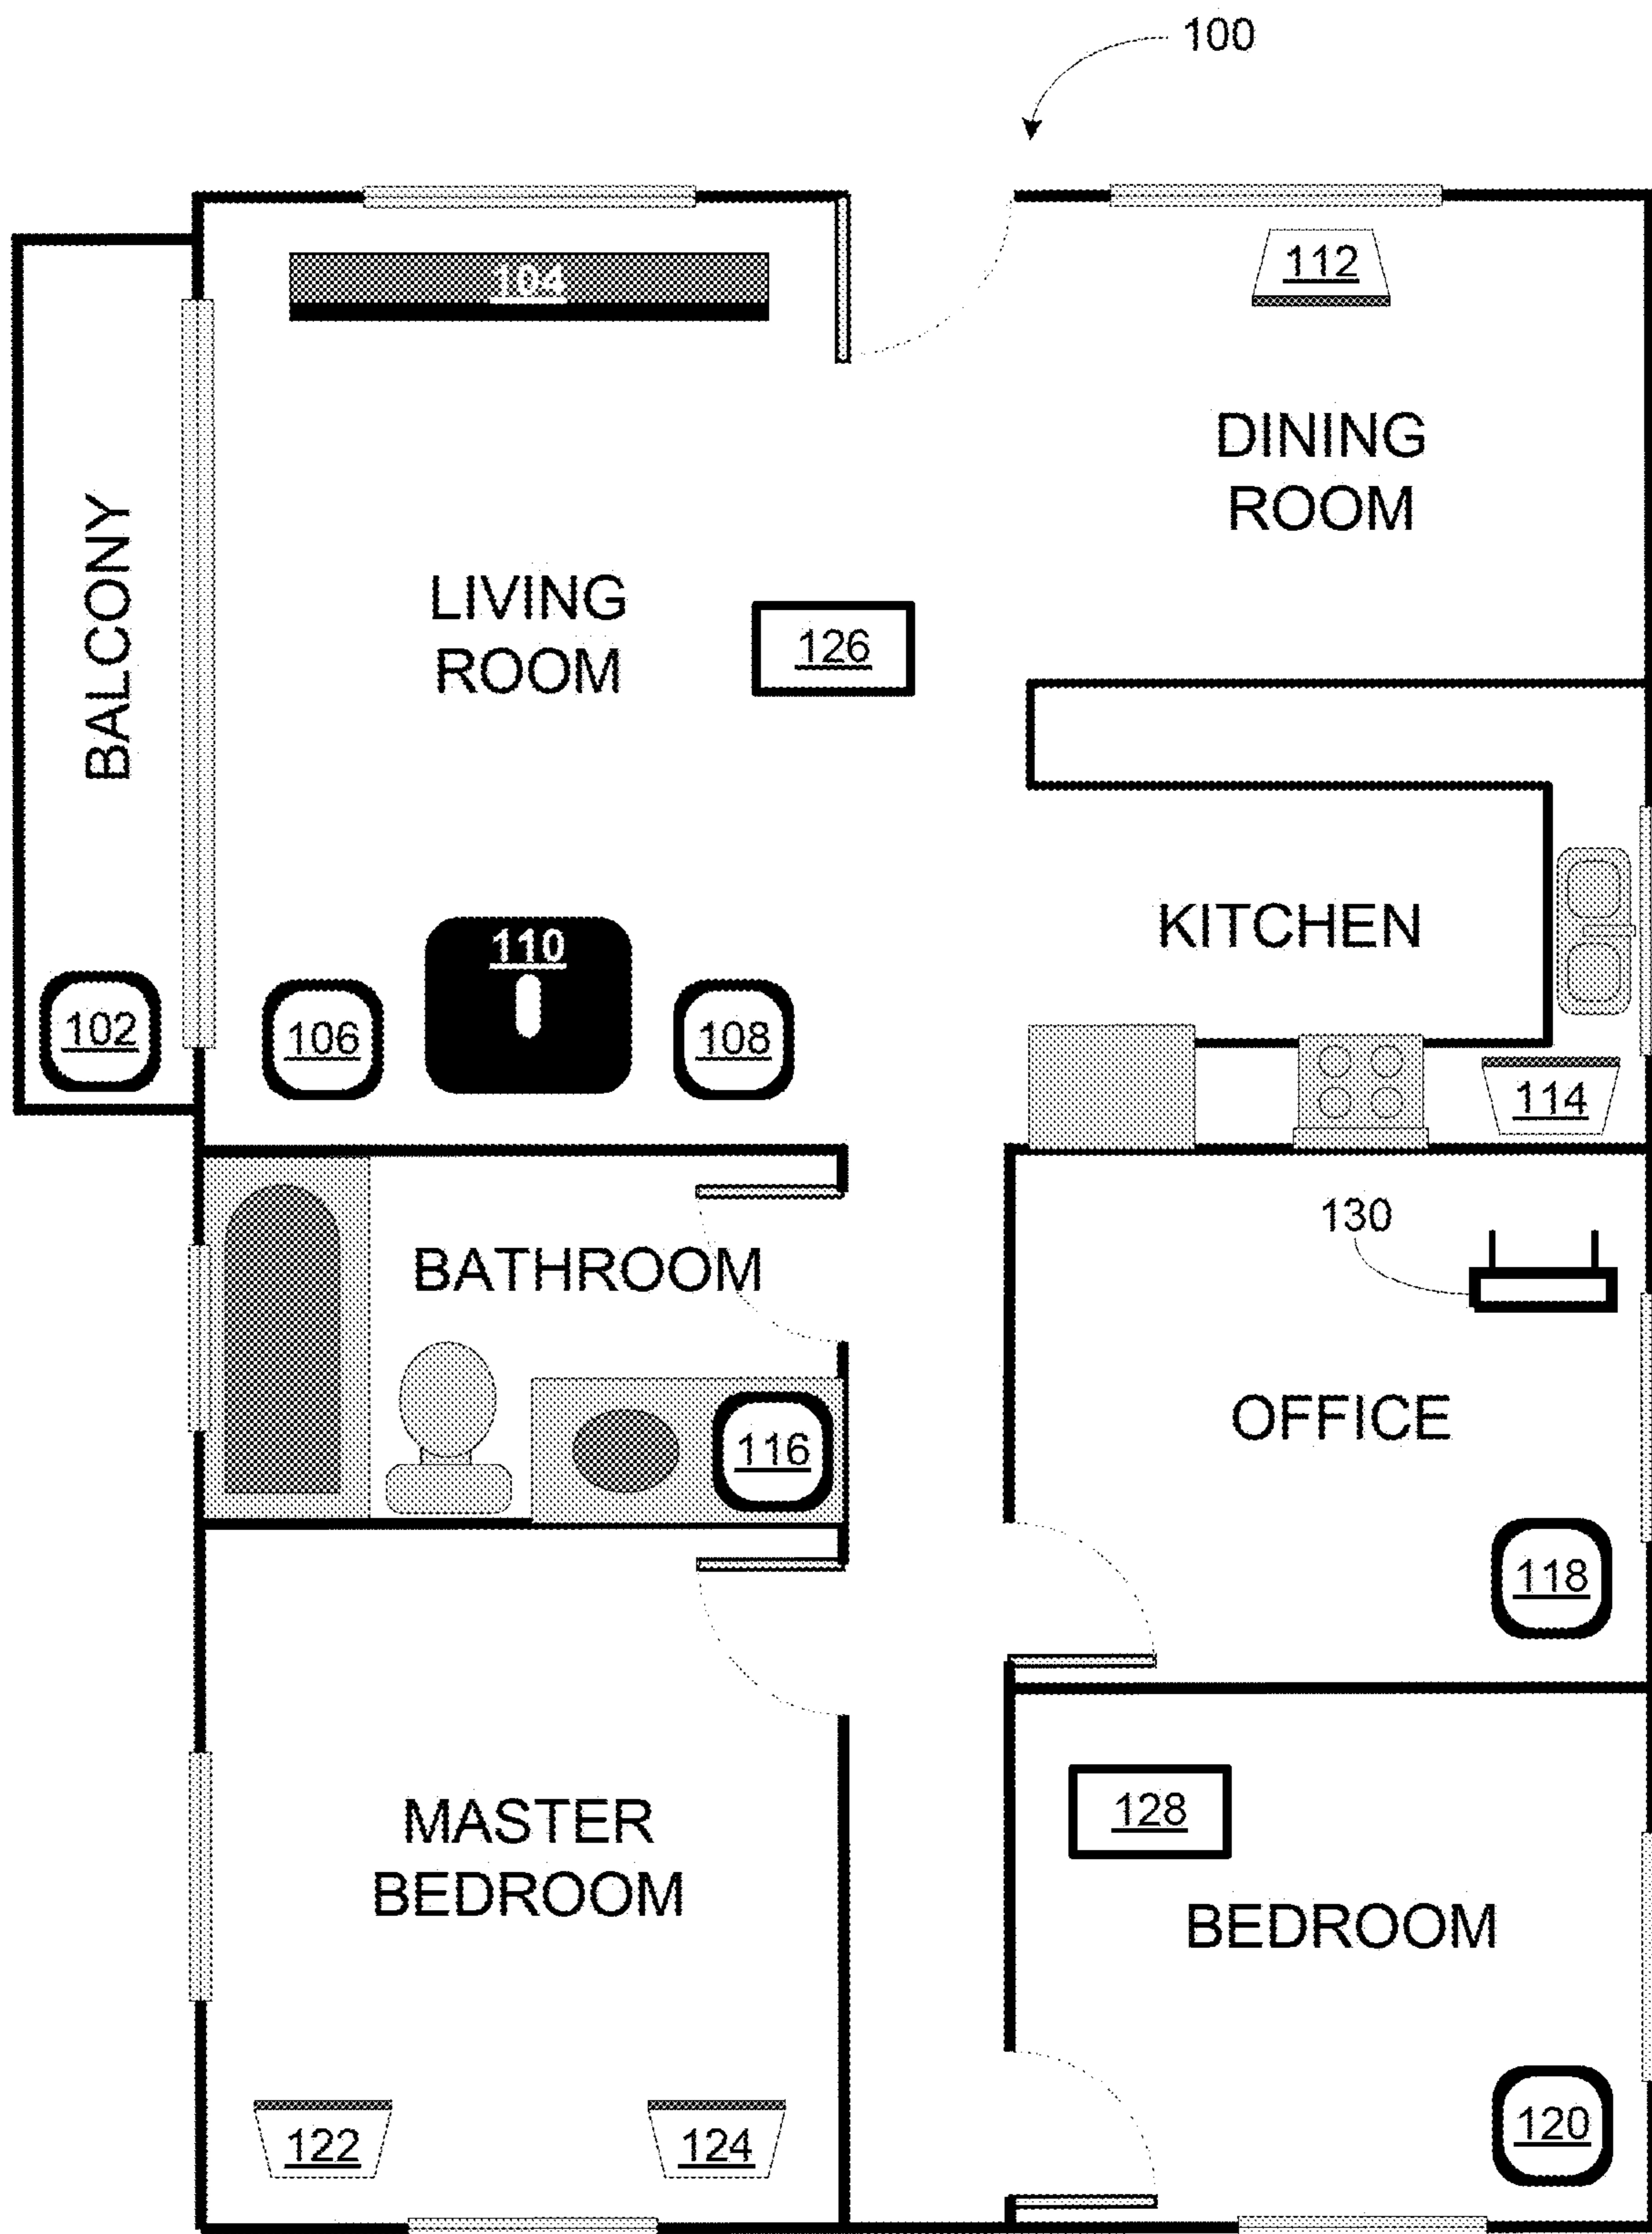 100
104
112
DINING
ROOM
BALCONY
LIVING
ROOM
126
KITCHEN
110
102
106
108
114
130
BATHROOM
OFFICE
116
118
128
MASTER
BEDROOM
BEDROOM
120
122
124